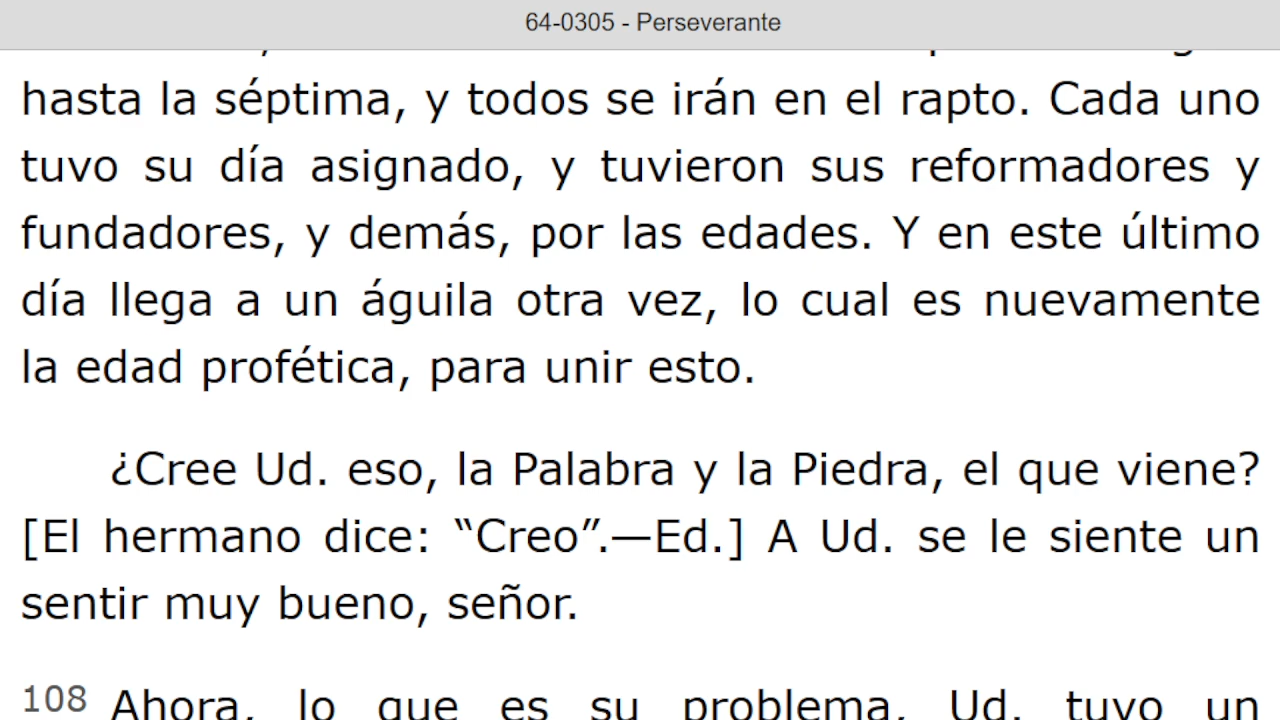 64-0305 - Perseverante
hasta la séptima, y todos se irán en el rapto. Cada uno
tuvo su día asignado, y tuvieron sus reformadores y
fundadores, y demás, por las edades. Y en este último
día llega a un águila otra vez, lo cual es nuevamente
la edad profética, para unir esto.
¿Cree Ud. eso, la Palabra y la Piedra, el que viene?
[El hermano dice: “Creo”.—Ed.] A Ud. se le siente un
sentir muy bueno, señor.
108 Ahora, lo que es su problema, Ud. tuvo un